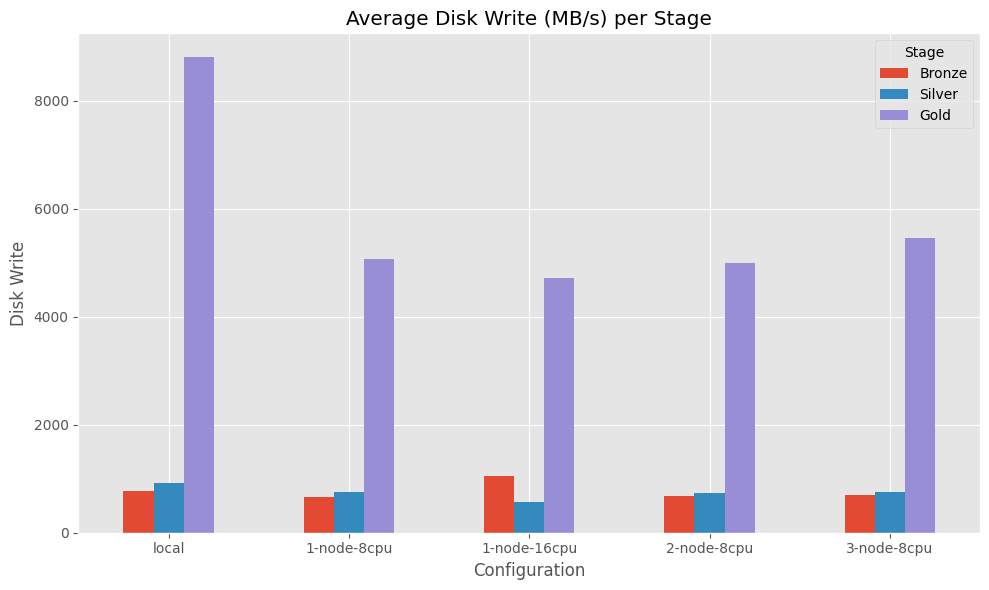 Average Disk Write (MB/s) per Stage
Stage
Bronze
Silver
Gold
Disk Write
8000
6000
4000
2000
0
local 1-node-8cpu 1-node-16cpu 2-node-8cpu 3-node-8cpu
Configuration